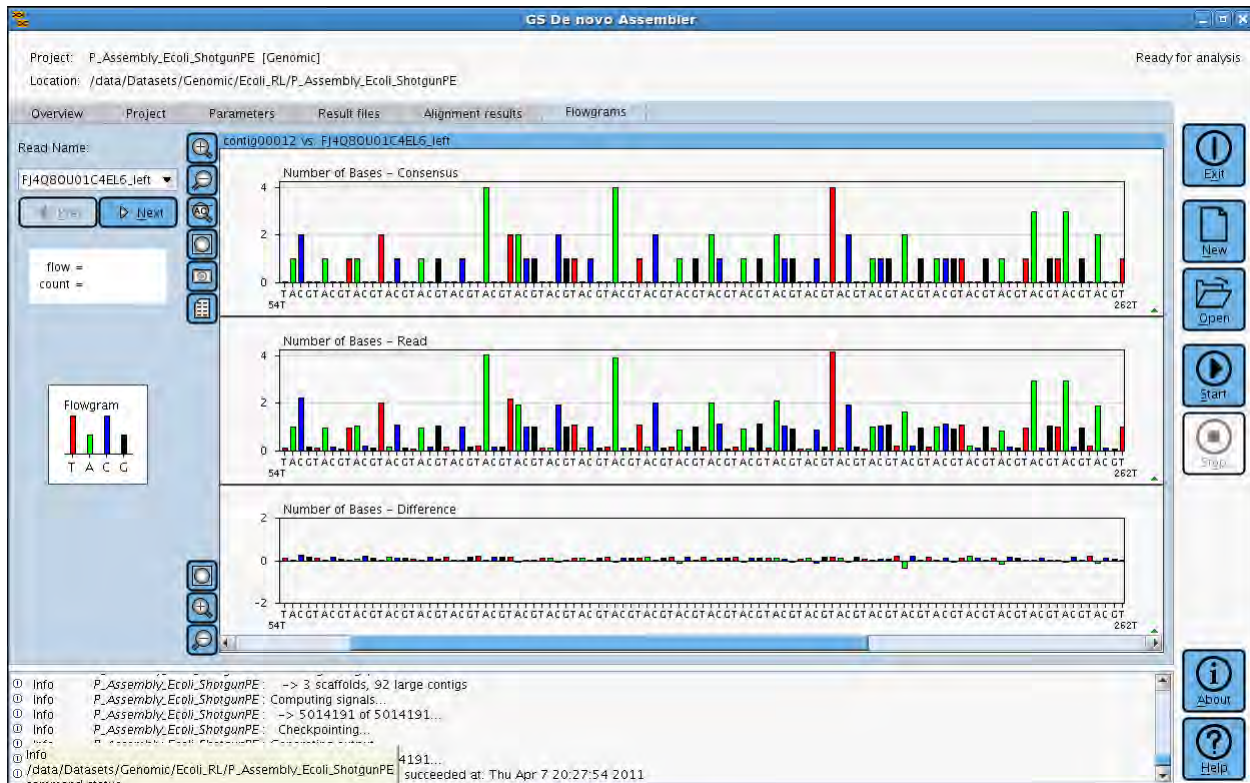 GS De novo Assembler
Project: P_Assembly_Ecoli_ShotgunPE [Genomic]
Ready for analysis
Location: /data/Datasets/Genomic/Ecoli_RL/P_Assembly_Ecoli_ShotgunPE
Overview Project Parameters Result files Alignment results Flowgrams
Read Name:
FJ4Q8OU01C4EL6_left
Prev Next
flow =
count =
Flowgram
T A C G
contig00012 vs. FJ4Q8OU01C4EL6_left
Number of Bases - Consensus
4
2
0
54T 262T
Number of Bases - Read
4
2
0
54T 262T
Number of Bases - Difference
2
0
-2
54T 262T
Exit
New
Open
Start
Stop
About
Help
Info P_Assembly_Ecoli_ShotgunPE: -> 3 scaffolds, 92 large contigs
Info P_Assembly_Ecoli_ShotgunPE: Computing signals...
Info P_Assembly_Ecoli_ShotgunPE: -> 5014191 of 5014191...
Info P_Assembly_Ecoli_ShotgunPE: Checkpointing...
Info P_Assembly_Ecoli_ShotgunPE: Generating output
Info
4191...
/data/Datasets/Genomic/Ecoli_RL/P_Assembly_Ecoli_ShotgunPE
succeeded at: Thu Apr 7 20:27:54 2011